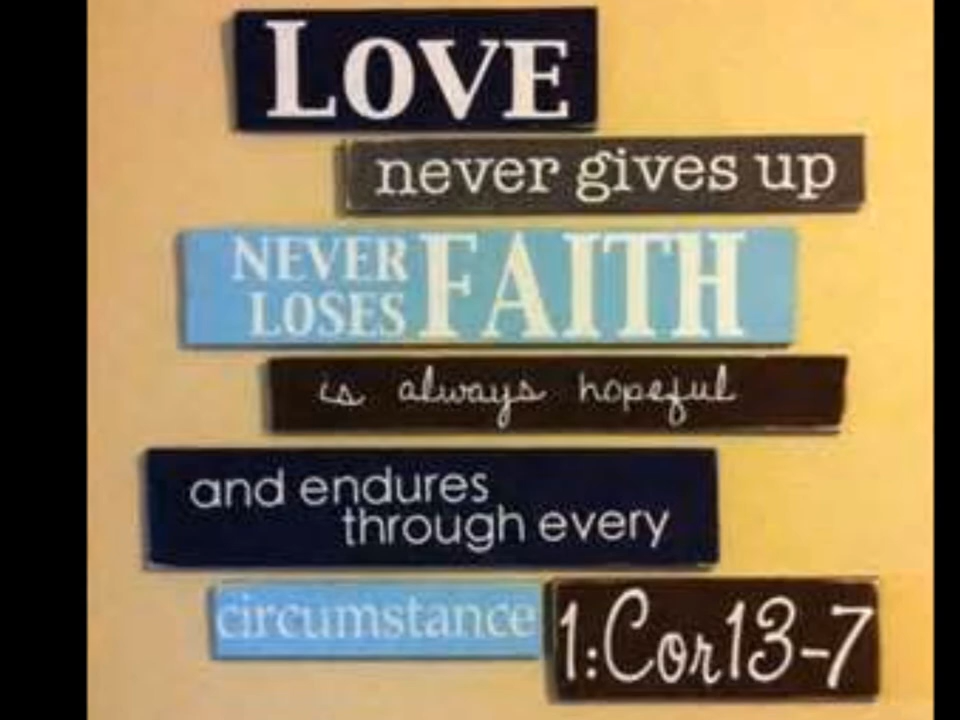 LOVE
never gives up
NEVER
LOSES FAITH
is always hopeful
and endures
through every
circumstance
1:Cor13-7